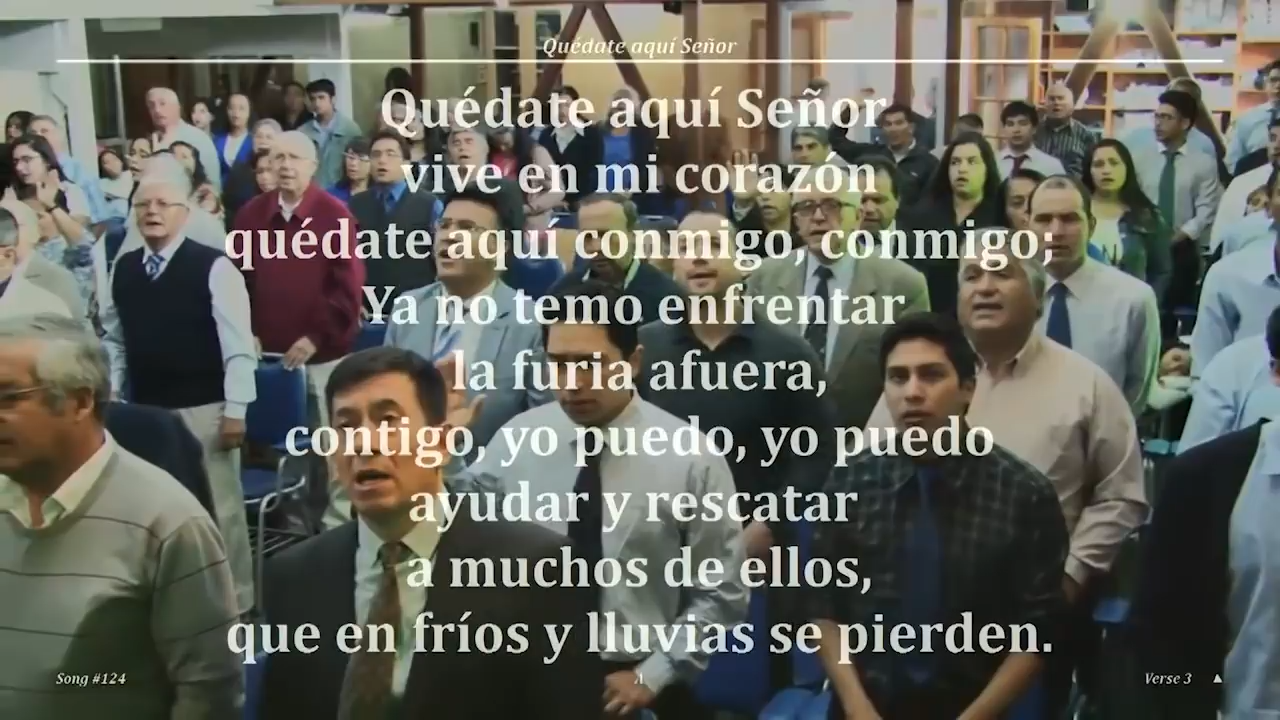 Quédate aquí Señor
Quédate aquí Señor
vive en mi corazón
quédate aquí conmigo, conmigo;
Ya no temo enfrentar
la furia afuera,
contigo, yo puedo, yo puedo
ayudar y rescatar
a muchos de ellos,
que en fríos y lluvias se pierden.
Song #124
Verse 3 ▲